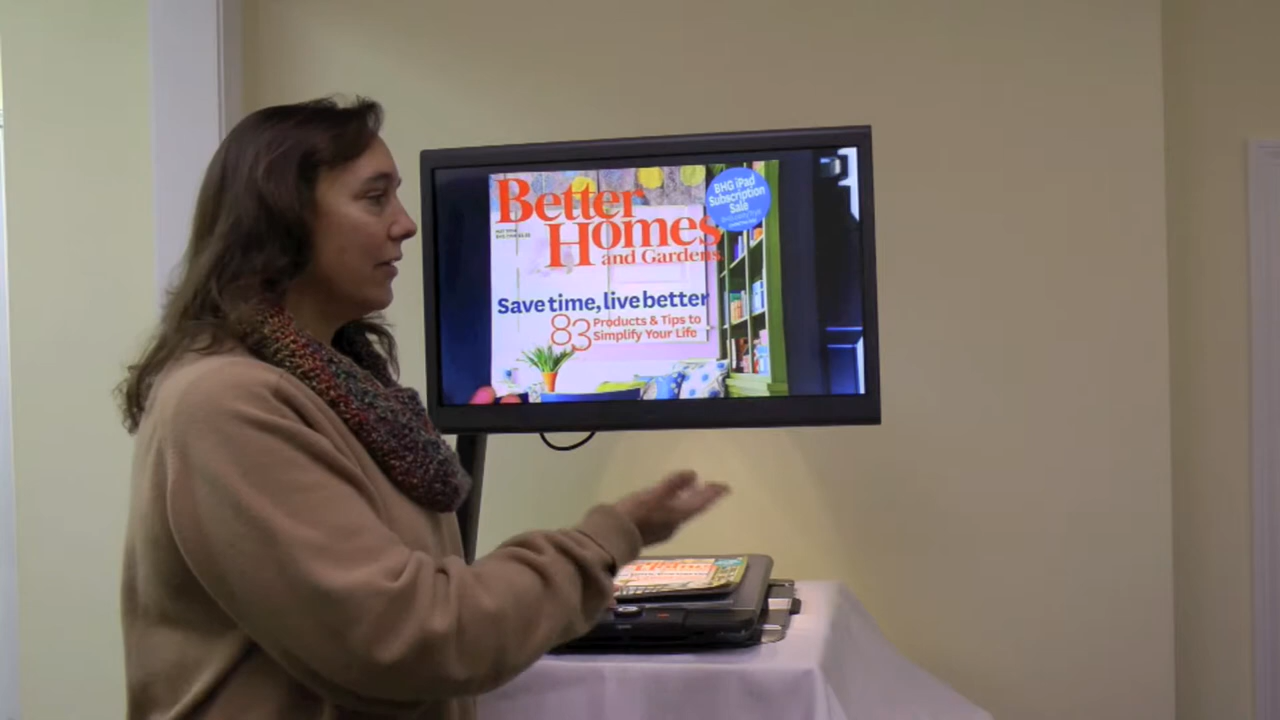 Better
Homes
and Gardens
BHG iPad
Subscription
Sale
Save time, live better
83 Products & Tips to
Simplify Your Life